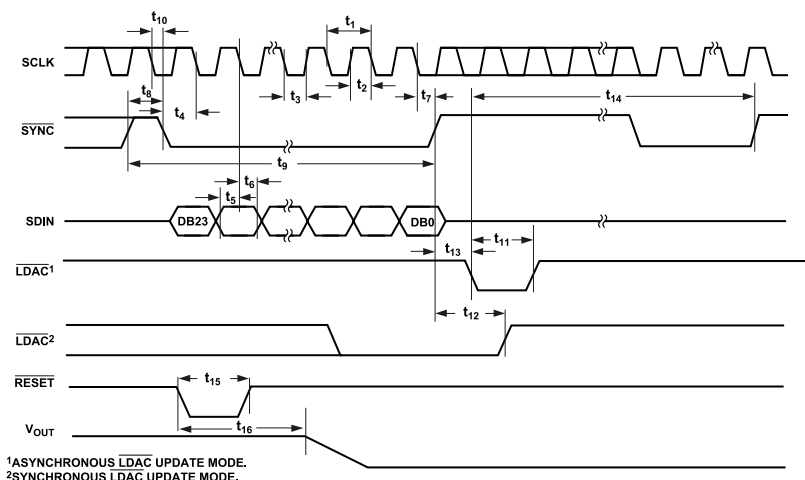 t10
t1
SCLK
t8
t4
t3
t2
t7
t14
SYNC
t9
t6
t5
SDIN
DB23
DB0
t13
t11
LDAC1
t12
LDAC2
RESET
t15
t16
VOUT
1ASYNCHRONOUS LDAC UPDATE MODE.
2SYNCHRONOUS LDAC UPDATE MODE.